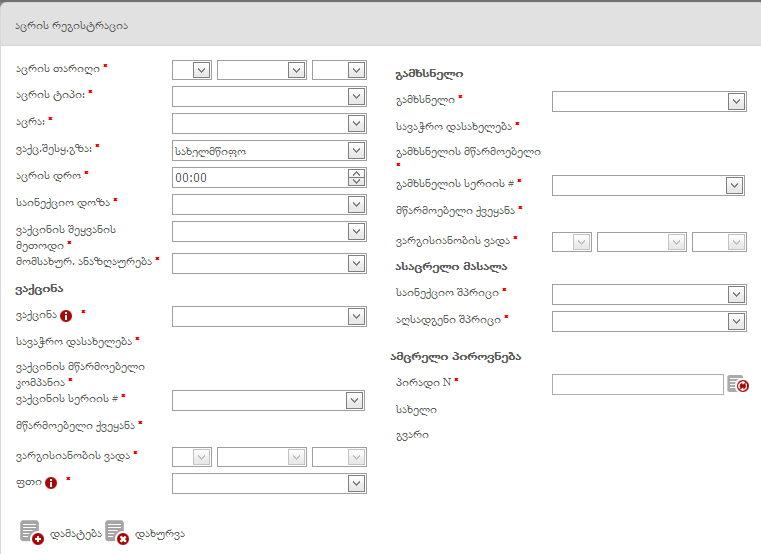 აცრის რეგისტრაცია
აცრის თარიღი *
აცრის ტიპი: *
აცრა: *
ვაქც.შესყ.გზა: * სახელმწიფო
აცრის დრო * 00:00
საინექციო დოზა *
ვაქცინის შეყვანის
მეთოდი *
მომსახურ. ანაზღაურება *
ვაქცინა
ვაქცინა *
სავაჭრო დასახელება *
ვაქცინის მწარმოებელი
კომპანია *
ვაქცინის სერიის # *
მწარმოებელი ქვეყანა *
ვარგისიანობის ვადა *
ფთი *
გამხსნელი
გამხსნელი *
სავაჭრო დასახელება *
გამხსნელის მწარმოებელი
*
გამხსნელის სერიის # *
მწარმოებელი ქვეყანა *
ვარგისიანობის ვადა *
ასაცრელი მასალა
საინექციო შპრიცი *
აღსადგენი შპრიცი *
ამცრელი პიროვნება
პირადი N *
სახელი
გვარი
დამატება დახურვა